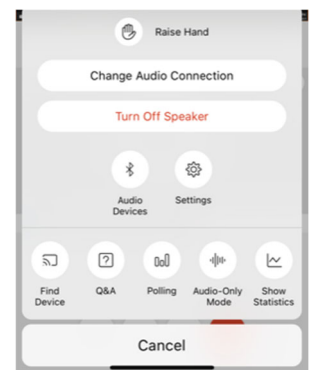 Raise Hand
Change Audio Connection
Turn Off Speaker
Audio
Devices
Settings
Find
Device
Q&A
Polling
Audio-Only
Mode
Show
Statistics
Cancel